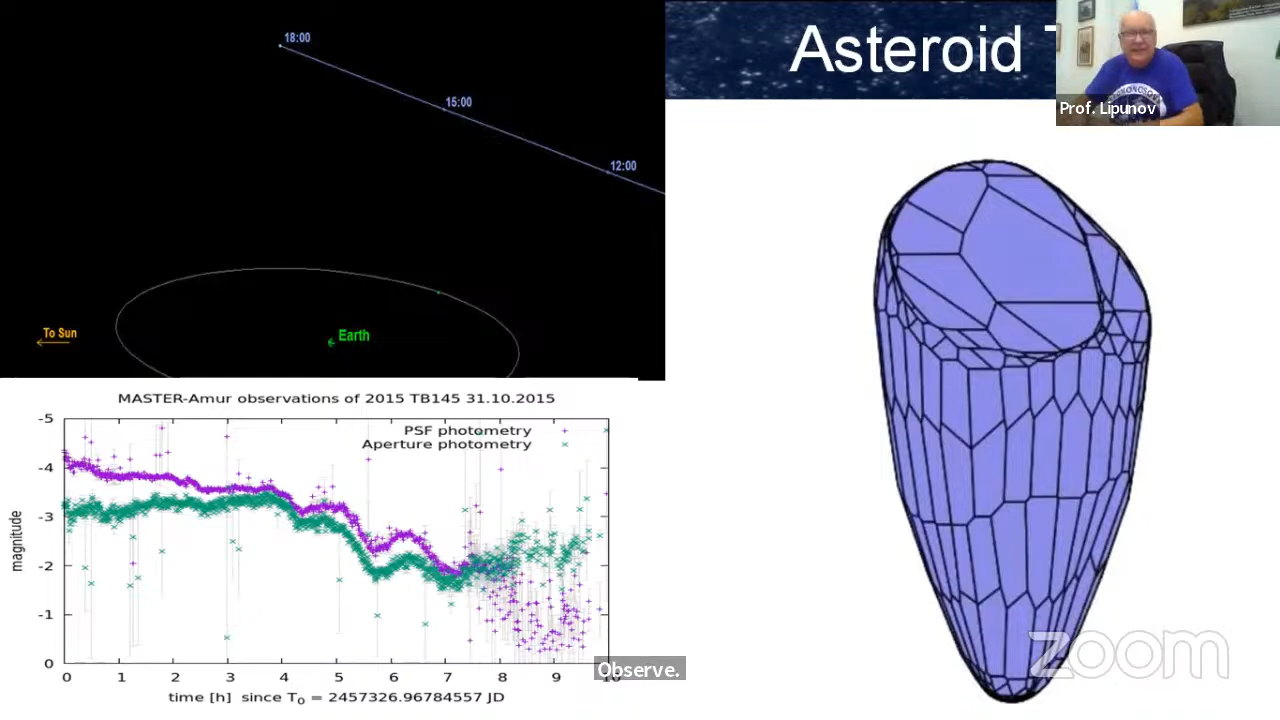 18:00
15:00
12:00
To Sun
Earth
Asteroid
Prof. Lipunov
MASTER-Amur observations of 2015 TB145 31.10.2015
PSF photometry
Aperture photometry
-5
-4
-3
-2
-1
0
magnitude
0 1 2 3 4 5 6 7 8 9 10
time [h] since T0 = 2457326.96784557 JD
Observe.
zoom